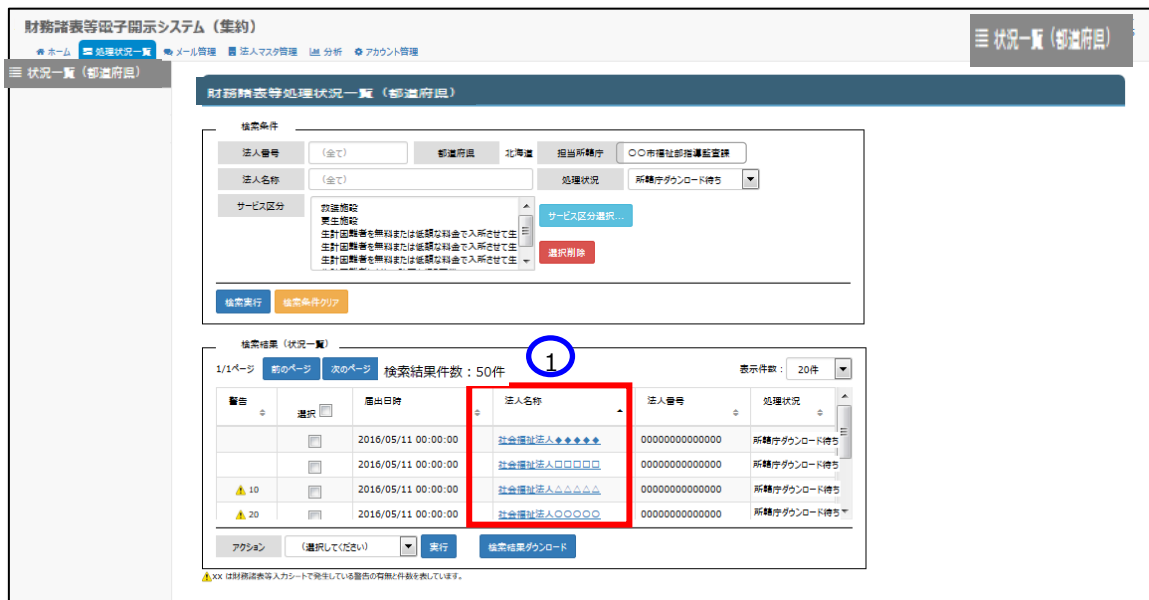 財務諸表等電子開示システム（集約）
ホーム 処理状況一覧 メール管理 法人マスタ管理 分析 アカウント管理
状況一覧（都道府県）
状況一覧（都道府県）
財務諸表等処理状況一覧（都道府県）
検索条件
法人番号 （全て） 都道府県 北海道 担当所轄庁 〇〇市福祉部指導監査課
法人名称 （全て） 処理状況 所轄庁ダウンロード待ち
サービス区分 救護施設
更生施設
生計困難者を無料または低額な料金で入所させて生
生計困難者を無料または低額な料金で入所させて生
生計困難者を無料または低額な料金で入所させて生
サービス区分選択...
選択削除
検索実行 検索条件クリア
検索結果（状況一覧）
1
1/1ページ 前のページ 次のページ 検索結果件数：50件 表示件数： 20件
警告 選択 届出日時 法人名称 法人番号 処理状況
2016/05/11 00:00:00 社会福祉法人◆◆◆◆◆ 00000000000000 所轄庁ダウンロード待ち
2016/05/11 00:00:00 社会福祉法人□□□□□ 00000000000000 所轄庁ダウンロード待ち
10 2016/05/11 00:00:00 社会福祉法人△△△△△ 00000000000000 所轄庁ダウンロード待ち
20 2016/05/11 00:00:00 社会福祉法人〇〇〇〇〇 00000000000000 所轄庁ダウンロード待ち
アクション （選択してください） 実行 検索結果ダウンロード
XX は財務諸表等入力シートで発生している警告の有無と件数を表しています。